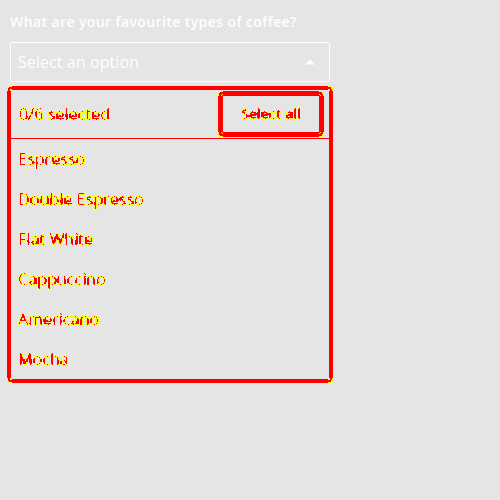 What are your favourite types of coffee?
Select an option
0/6 selected
Select all
Espresso
Double Espresso
Flat White
Cappuccino
Americano
Mocha